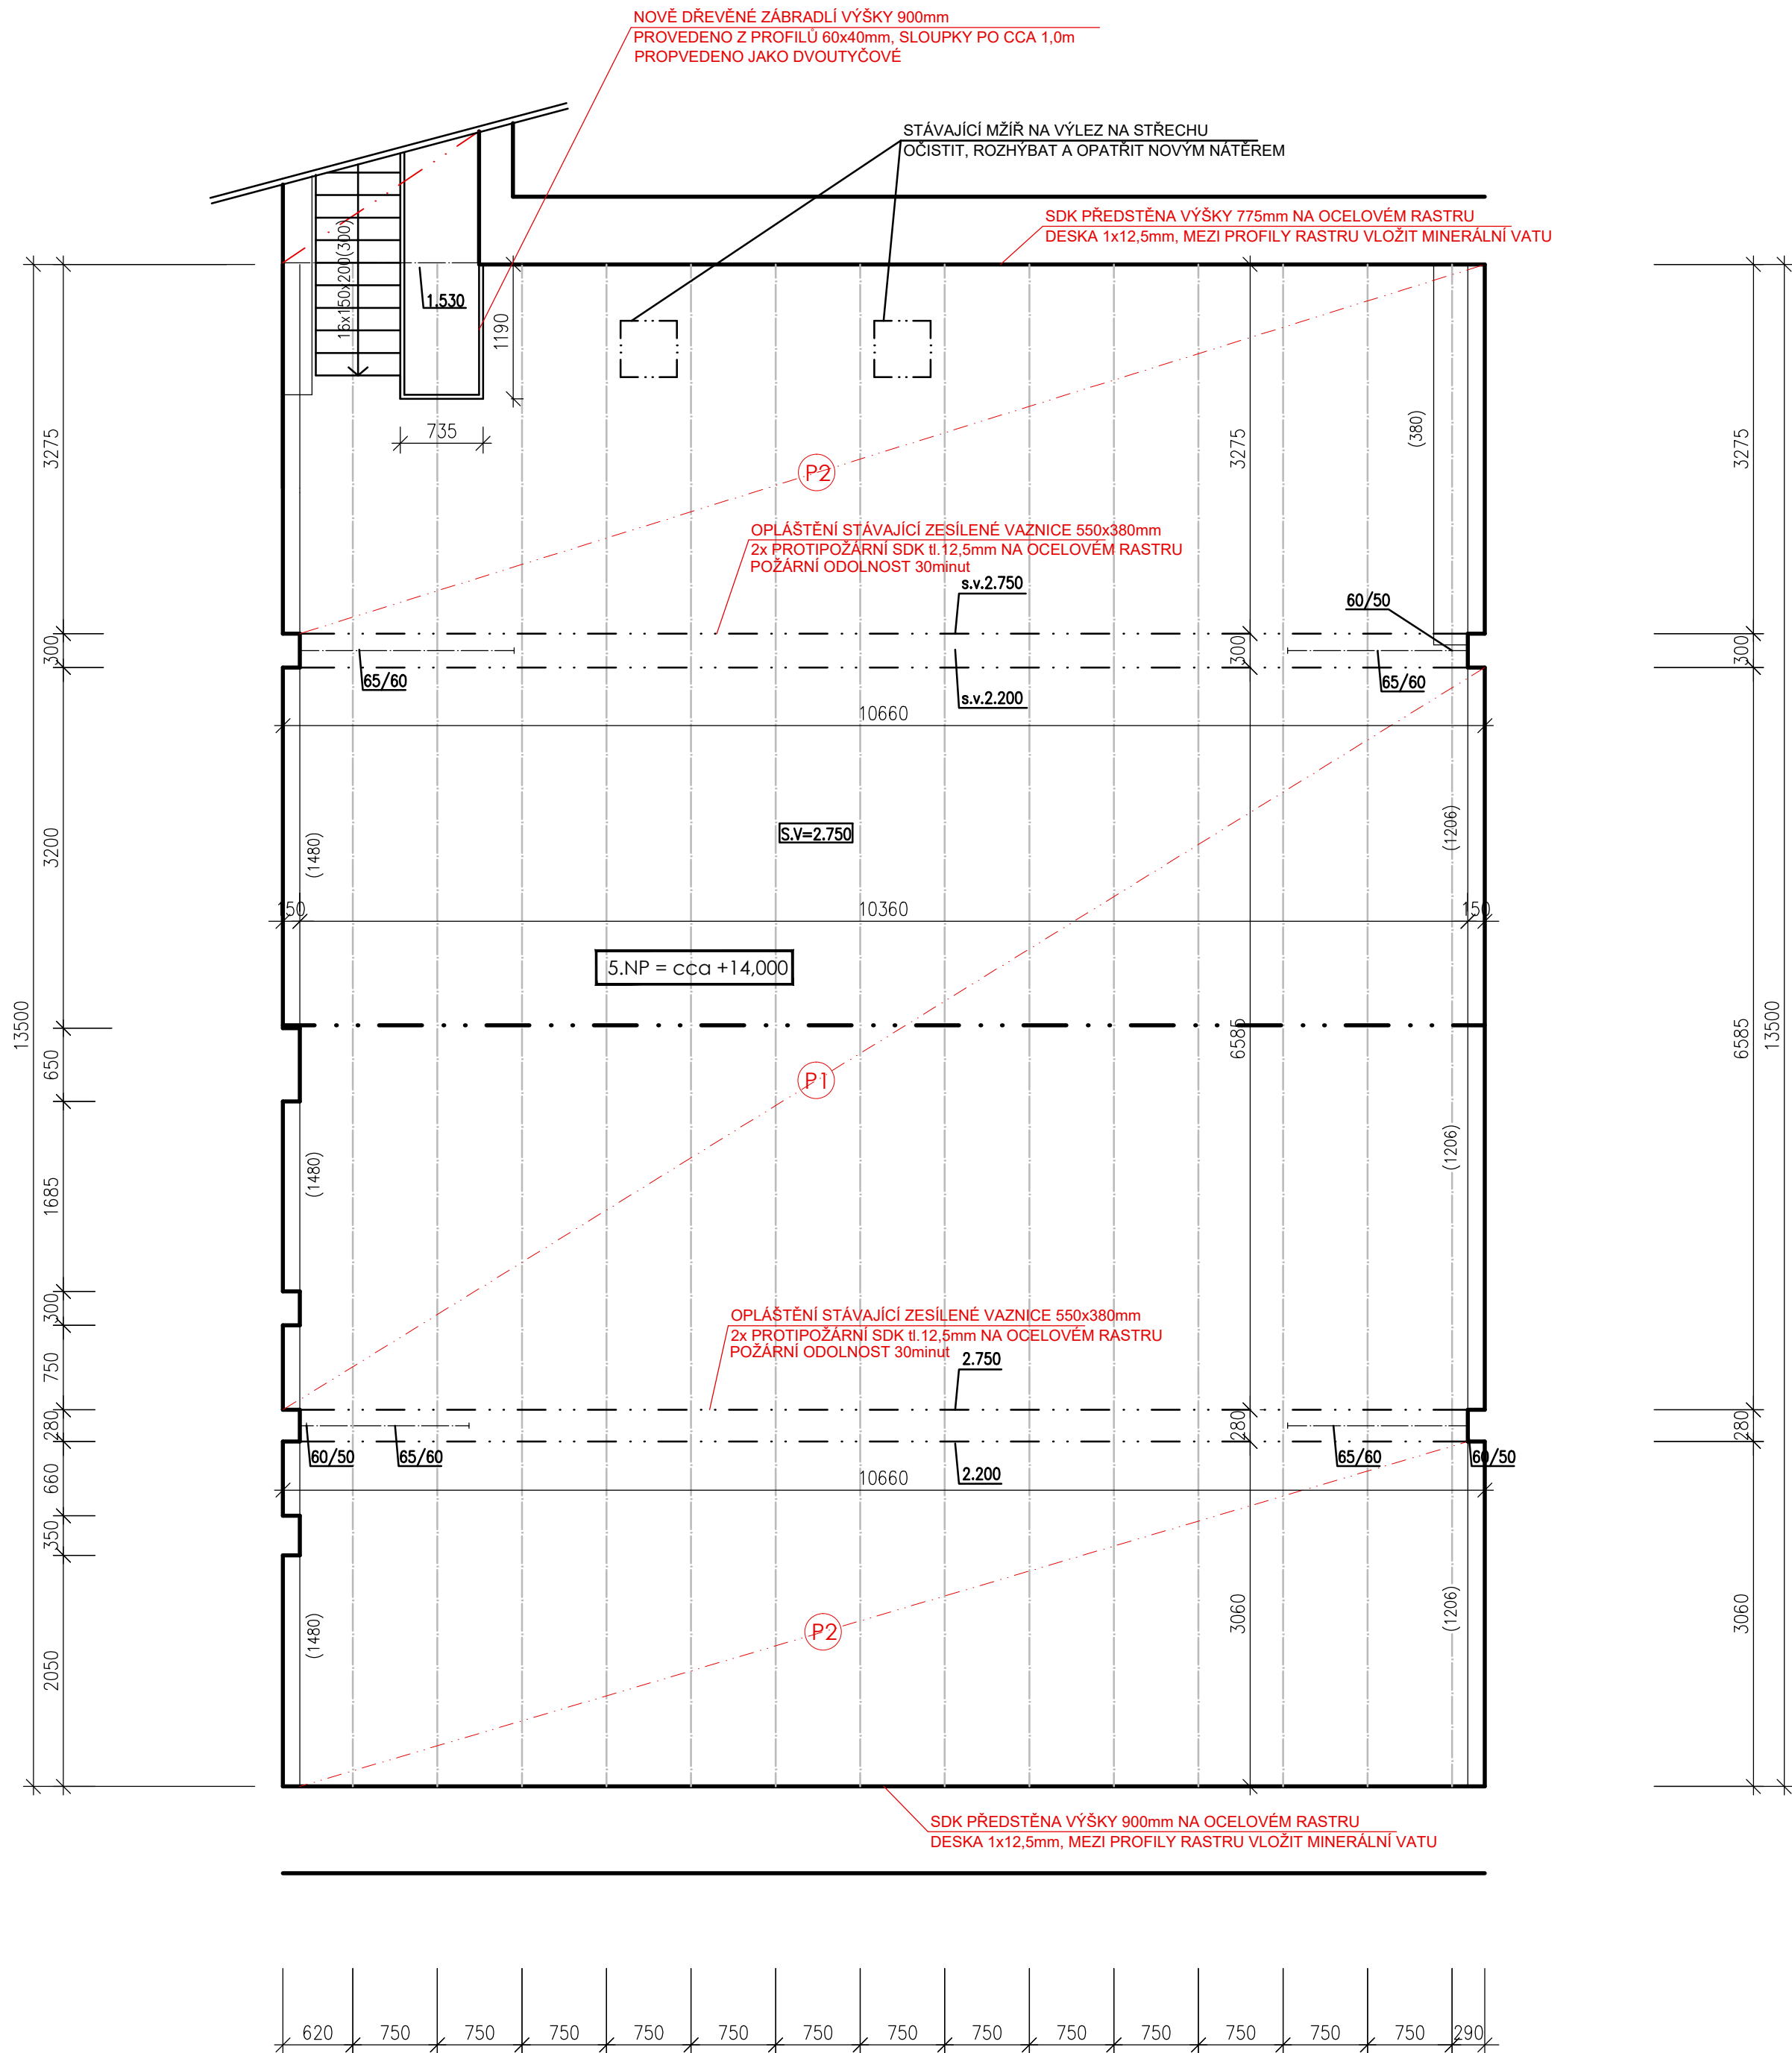 NOVĚ DŘEVĚNÉ ZÁBRADLÍ VÝŠKY 900mm
PROVEDENO Z PROFILŮ 60x40mm, SLOUPKY PO CCA 1,0m
PROPVEDENO JAKO DVOUTYČOVÉ
STÁVAJÍCÍ MŽÍŘ NA VÝLEZ NA STŘECHU
OČISTIT, ROZHÝBAT A OPATŘIT NOVÝM NÁTĚREM
SDK PŘEDSTĚNA VÝŠKY 775mm NA OCELOVÉM RASTRU
DESKA 1x12,5mm, MEZI PROFILY RASTRU VLOŽIT MINERÁLNÍ VATU
16x150x200(300)
1.530
1190
735
3275
3275
(380)
3275
P2
OPLÁŠTĚNÍ STÁVAJÍCÍ ZESÍLENÉ VAZNICE 550x380mm
2x PROTIPOŽÁRNÍ SDK tl.12,5mm NA OCELOVÉM RASTRU
POŽÁRNÍ ODOLNOST 30minut
s.v.2.750
60/50
300
300
300
65/60
65/60
s.v.2.200
10660
3200
(1480)
S.V=2.750
(1206)
150
10360
150
5.NP = cca +14,000
13500
6585
6585
13500
650
P1
1685
(1480)
(1206)
300
OPLÁŠTĚNÍ STÁVAJÍCÍ ZESÍLENÉ VAZNICE 550x380mm
2x PROTIPOŽÁRNÍ SDK tl.12,5mm NA OCELOVÉM RASTRU
POŽÁRNÍ ODOLNOST 30minut
750
2.750
280
280
280
60/50
65/60
65/60
60/50
660
2.200
10660
350
(1480)
3060
(1206)
3060
P2
2050
SDK PŘEDSTĚNA VÝŠKY 900mm NA OCELOVÉM RASTRU
DESKA 1x12,5mm, MEZI PROFILY RASTRU VLOŽIT MINERÁLNÍ VATU
620 750 750 750 750 750 750 750 750 750 750 750 750 750 290